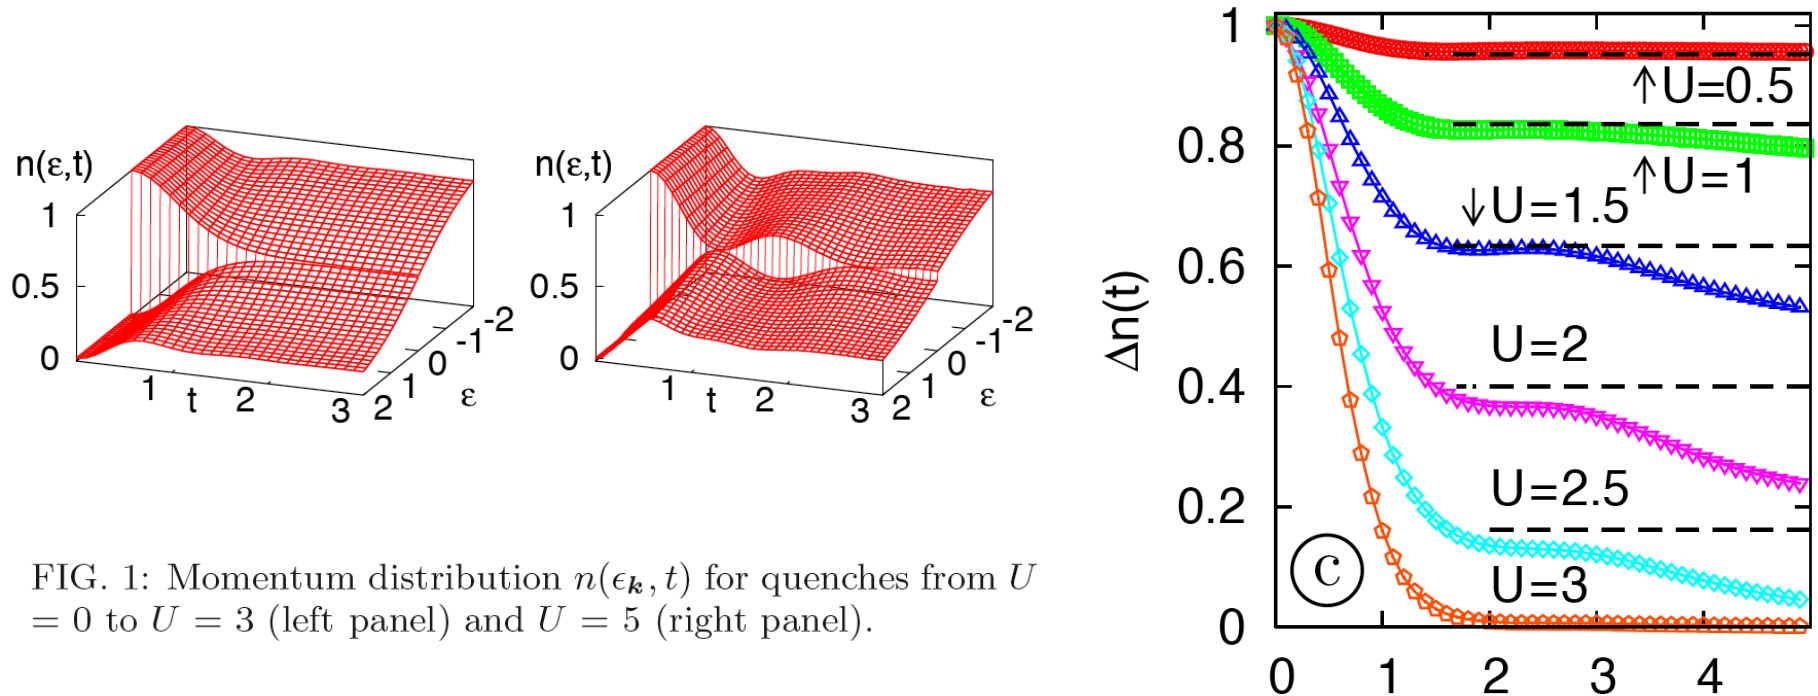 n(ε,t)
1
0.5
0
1
t
2
3
2
1
0
-1
-2
ε
n(ε,t)
1
0.5
0
1
t
2
3
2
1
0
-1
-2
ε
FIG. 1: Momentum distribution n(ϵ𝒌, t) for quenches from U
= 0 to U = 3 (left panel) and U = 5 (right panel).
Δn(t)
1
0.8
0.6
0.4
0.2
0
↑U=0.5
↑U=1
↓U=1.5
U=2
U=2.5
U=3
c
0 1 2 3 4